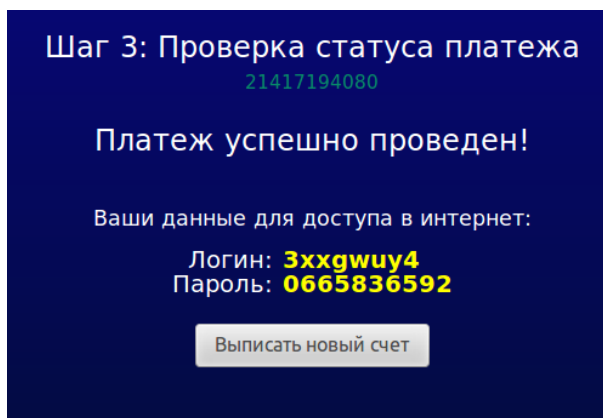 Шаг 3: Проверка статуса платежа
21417194080
Платеж успешно проведен!
Ваши данные для доступа в интернет:
Логин: 3xxgwuy4
Пароль: 0665836592
Выписать новый счет